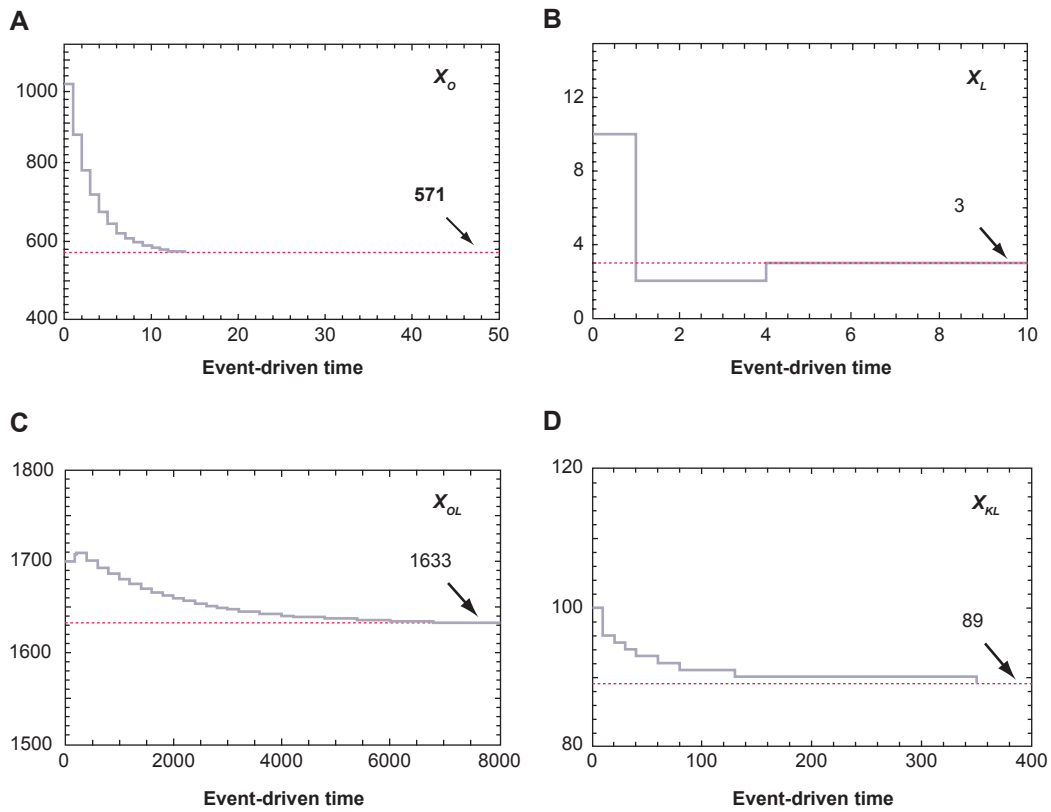 A
1000
800
600
400
X_O
571
0 10 20 30 40 50
Event-driven time
B
12
8
4
0
X_L
3
0 2 4 6 8 10
Event-driven time
C
1800
1700
1600
1500
X_OL
1633
0 2000 4000 6000 8000
Event-driven time
D
120
100
80
X_KL
89
0 100 200 300 400
Event-driven time